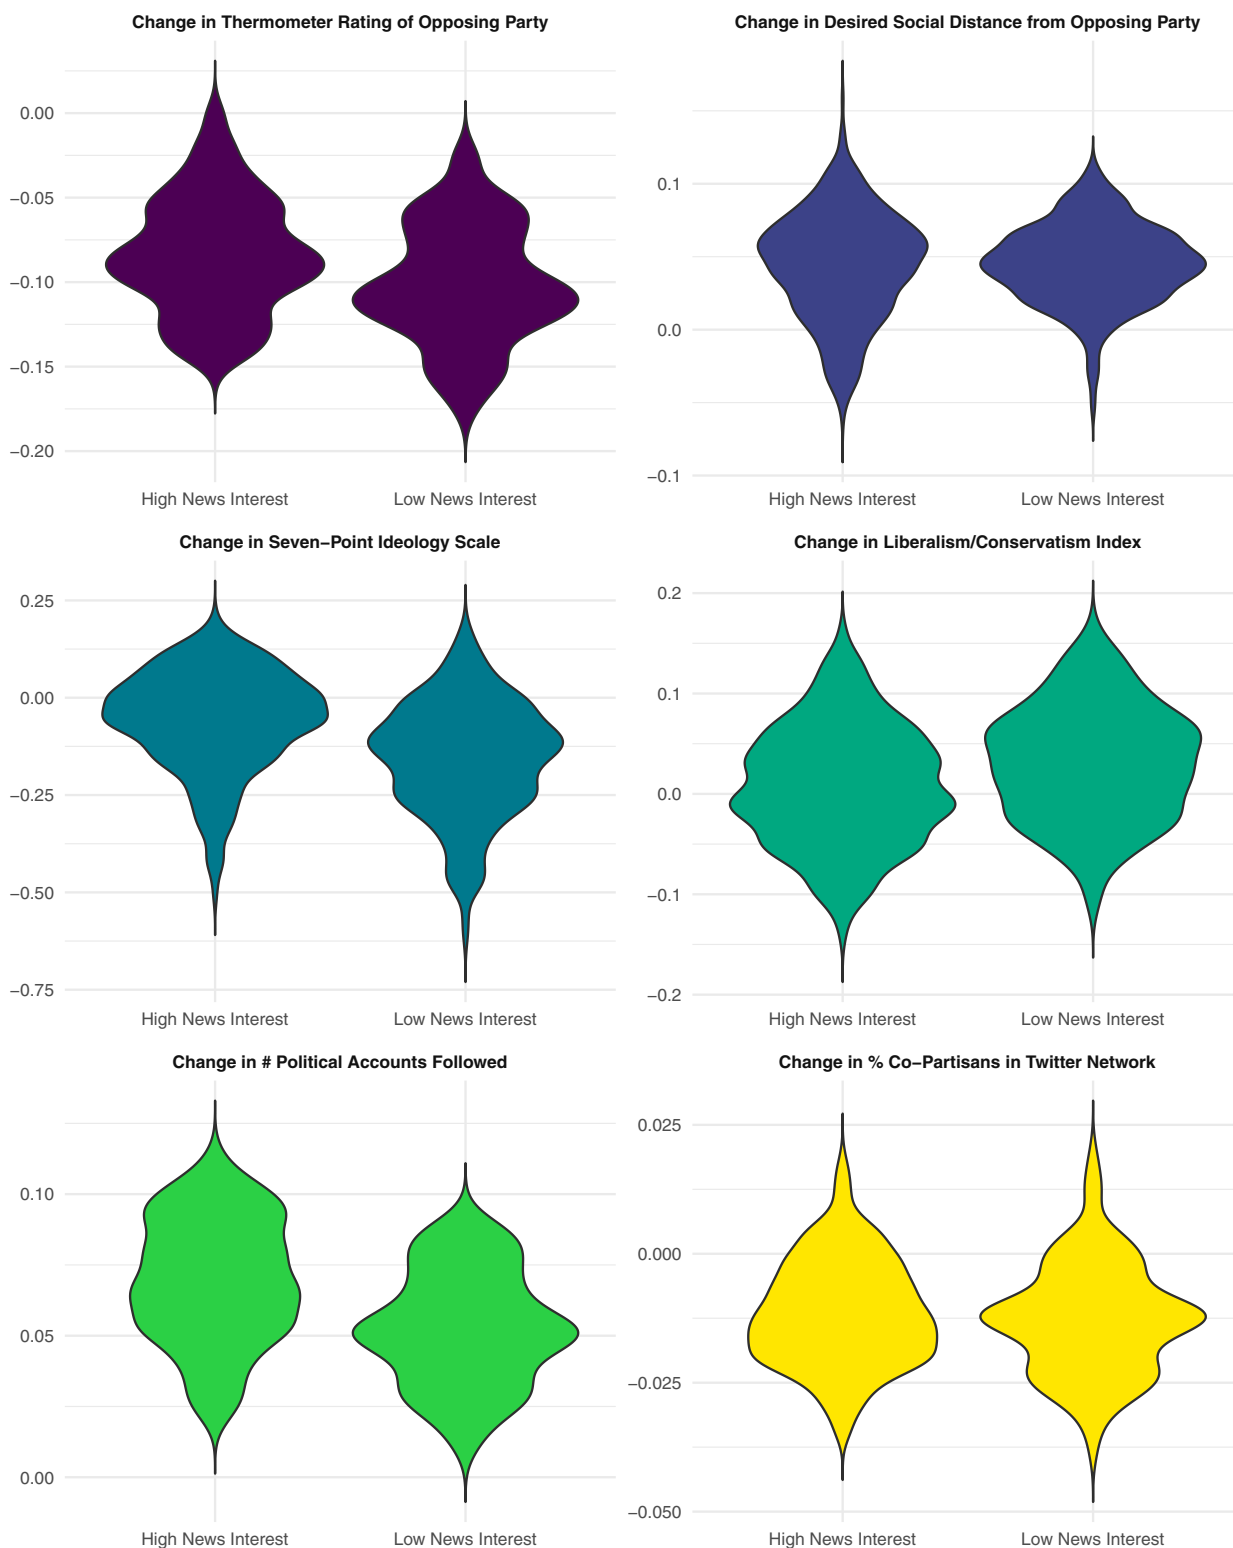 Change in Thermometer Rating of Opposing Party
0.00
−0.05
−0.10
−0.15
−0.20
High News Interest Low News Interest
Change in Desired Social Distance from Opposing Party
0.1
0.0
−0.1
High News Interest Low News Interest
Change in Seven−Point Ideology Scale
0.25
0.00
−0.25
−0.50
−0.75
High News Interest Low News Interest
Change in Liberalism/Conservatism Index
0.2
0.1
0.0
−0.1
−0.2
High News Interest Low News Interest
Change in # Political Accounts Followed
0.10
0.05
0.00
High News Interest Low News Interest
Change in % Co−Partisans in Twitter Network
0.025
0.000
−0.025
−0.050
High News Interest Low News Interest